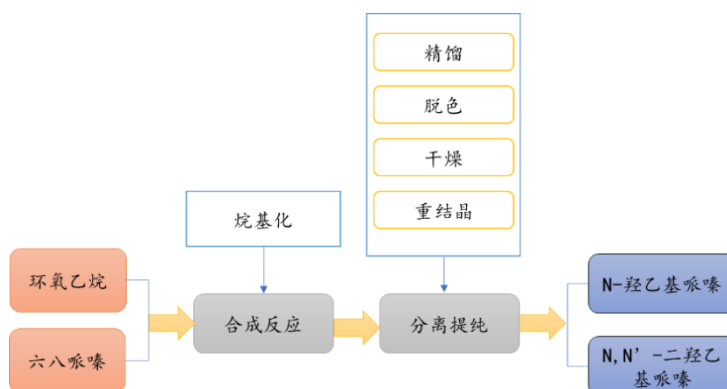 精馏
脱色
干燥
重结晶
烷基化
环氧乙烷
六八哌嗪
合成反应
分离提纯
N-羟乙基哌嗪
N,N’-二羟乙
基哌嗪